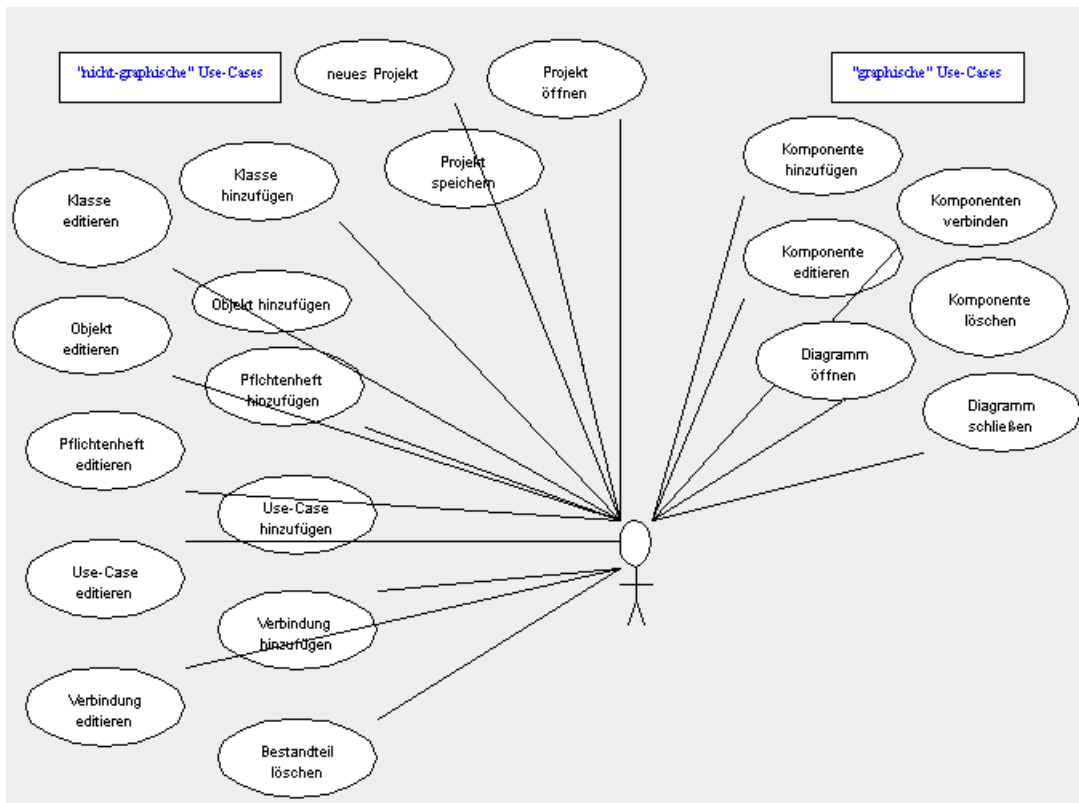 "nicht-graphische" Use-Cases
neues Projekt
Projekt
öffnen
"graphische" Use-Cases
Klasse
hinzufügen
Projekt
speichern
Komponente
hinzufügen
Klasse
editieren
Komponenten
verbinden
Komponente
editieren
Objekt hinzufügen
Komponente
löschen
Objekt
editieren
Pflichtenheft
hinzufügen
Diagramm
öffnen
Diagramm
schließen
Pflichtenheft
editieren
Use-Case
hinzufügen
Use-Case
editieren
Verbindung
hinzufügen
Verbindung
editieren
Bestandteil
löschen